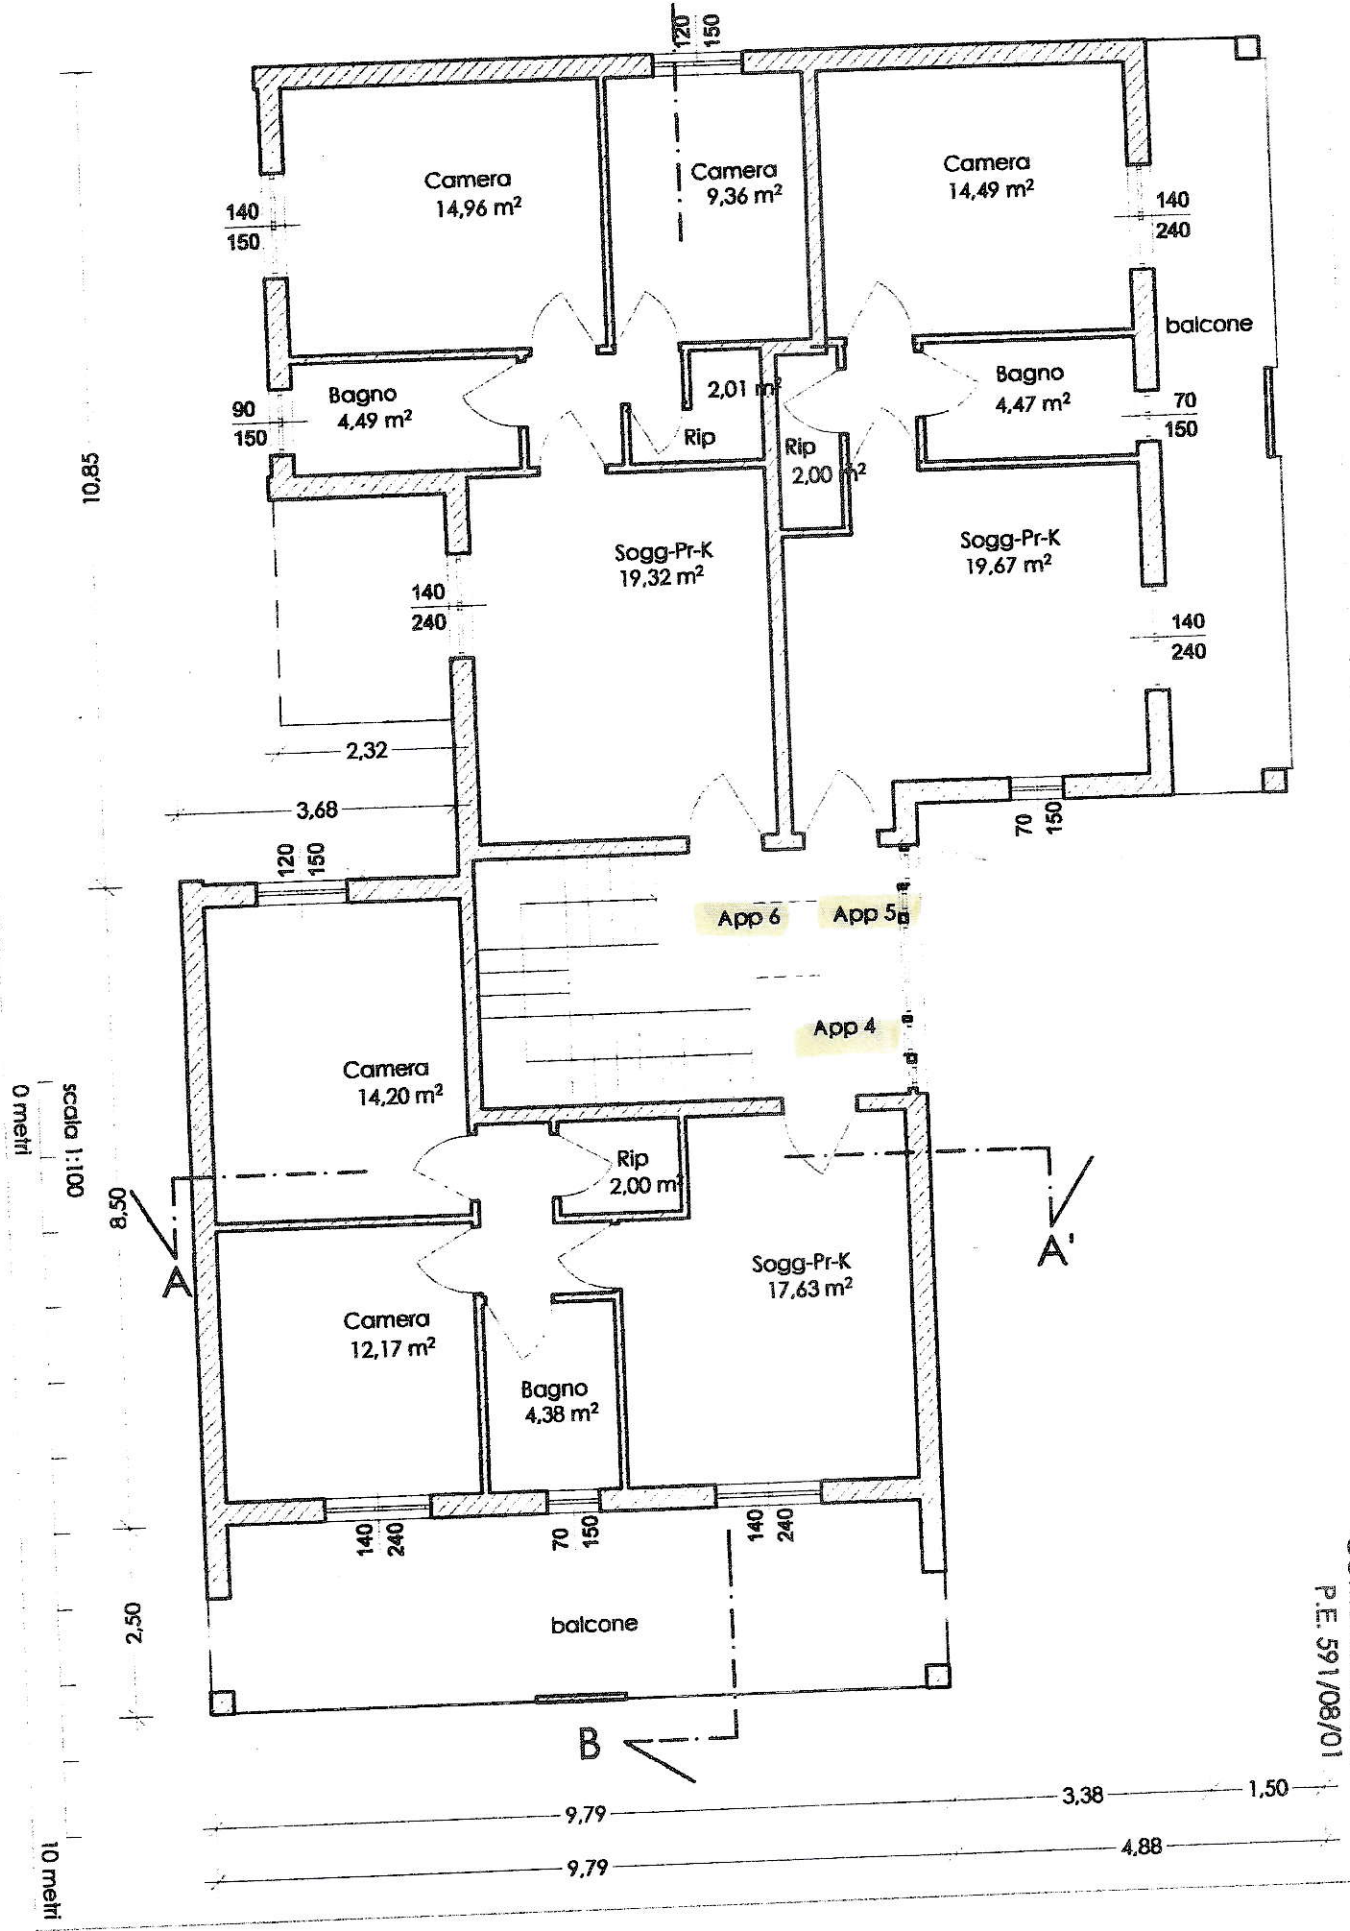 120
150
Camera
14,96 m²
Camera
9,36 m²
Camera
14,49 m²
140
150
140
240
balcone
Bagno
4,49 m²
2,01 m²
Rip
Rip
2,00 m²
Bagno
4,47 m²
90
150
70
150
10,85
Sogg-Pr-K
19,32 m²
Sogg-Pr-K
19,67 m²
140
240
140
240
2,32
3,68
70
150
120
150
App 6
App 5
App 4
Camera
14,20 m²
scala 1:100
0 metri
8,50
Rip
2,00 m²
A
A'
Sogg-Pr-K
17,63 m²
Camera
12,17 m²
Bagno
4,38 m²
140
240
70
150
140
240
2,50
balcone
B
P.E. 591/08/01
9,79
3,38
1,50
9,79
4,88
10 metri